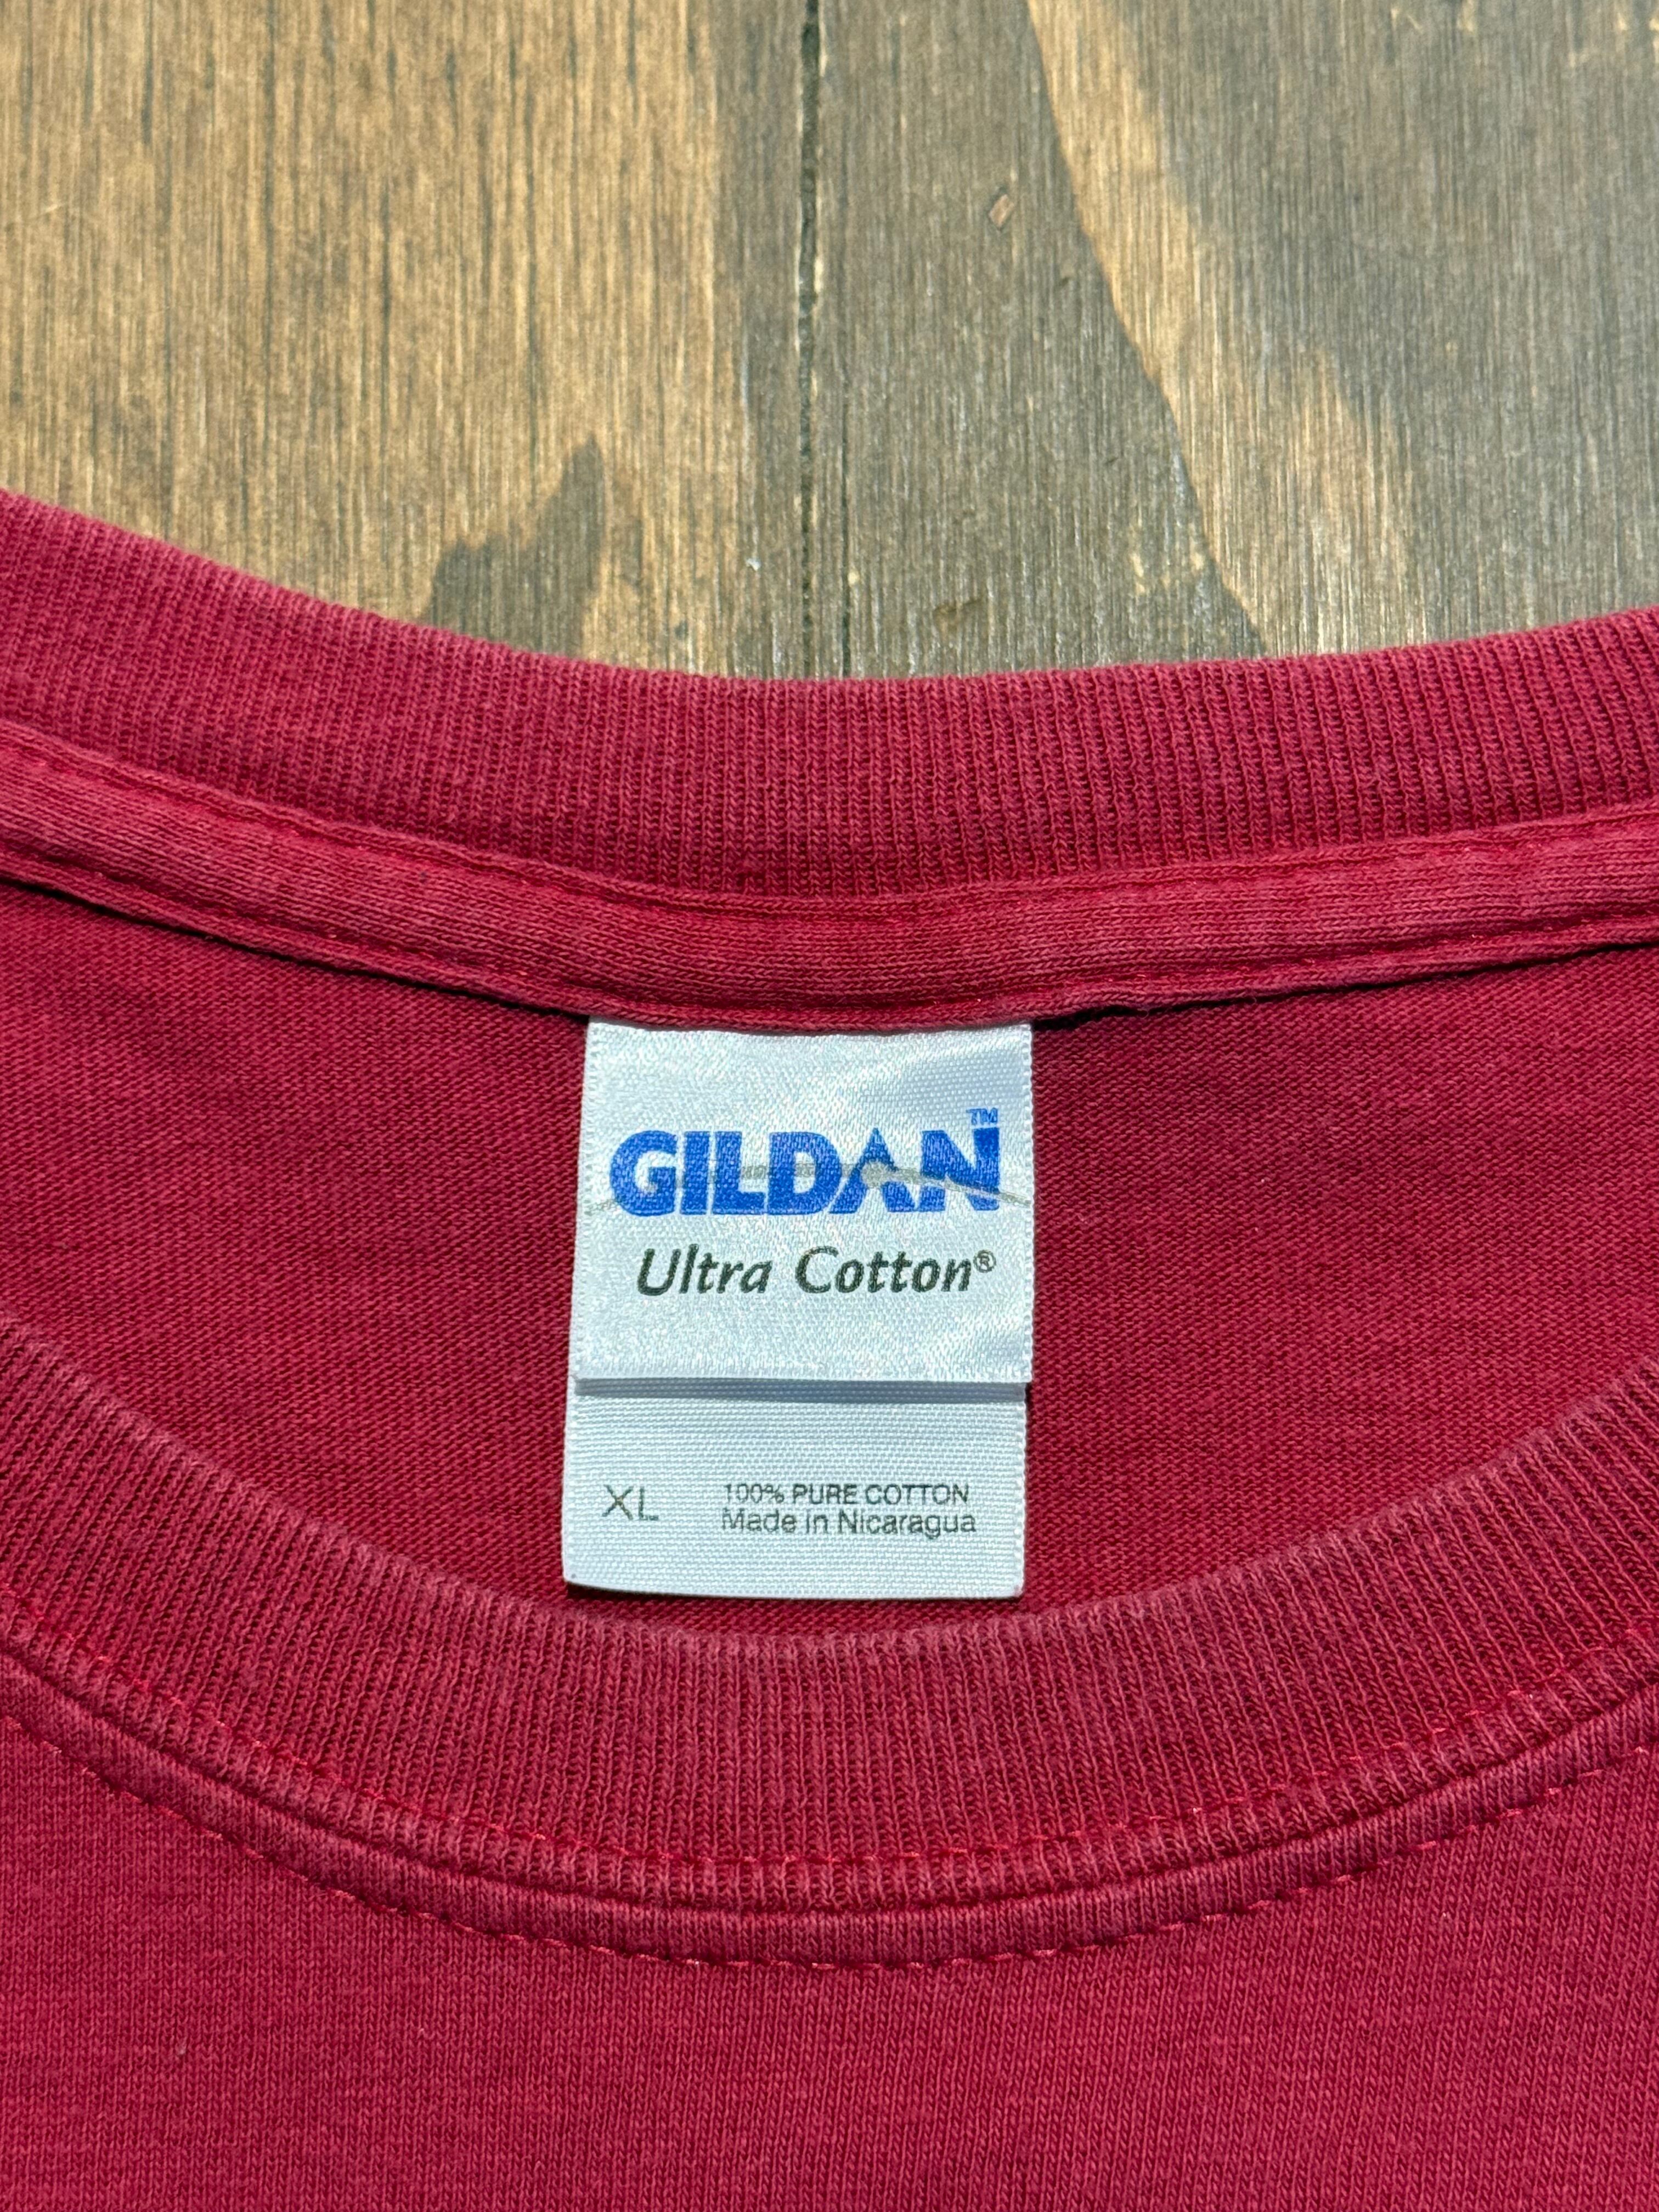 GILDAN™
Ultra Cotton®
XL
100% PURE COTTON
Made in Nicaragua